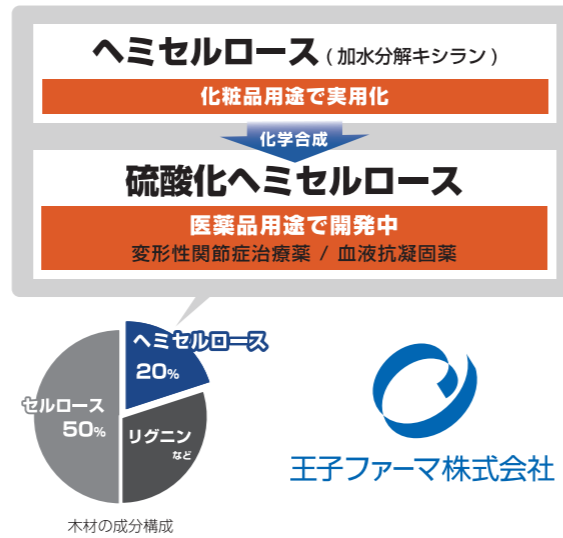 ヘミセルロース ( 加水分解キシラン )
化粧品用途で実用化
化学合成
硫酸化ヘミセルロース
医薬品用途で開発中
変形性関節症治療薬 / 血液抗凝固薬
ヘミセルロース
20%
セルロース
50%
リグニン
など
木材の成分構成
王子ファーマ株式会社